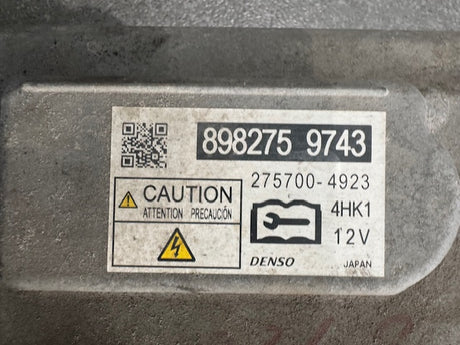 898275 9743
275700-4923
CAUTION
ATTENTION PRECAUCIÓN
4HK1
12V
DENSO
JAPAN